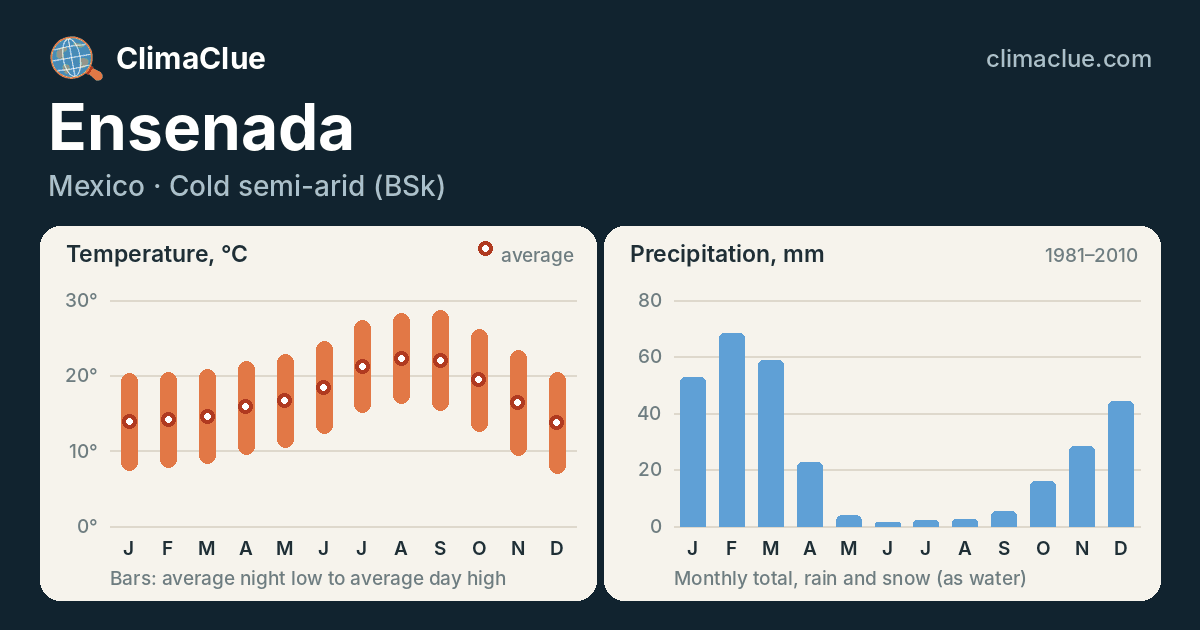 ClimaClue
climaclue.com
Ensenada
Mexico · Cold semi-arid (BSk)
Temperature, °C
average
30°
20°
10°
0°
J F M A M J J A S O N D
Bars: average night low to average day high
Precipitation, mm
1981–2010
80
60
40
20
0
J F M A M J J A S O N D
Monthly total, rain and snow (as water)